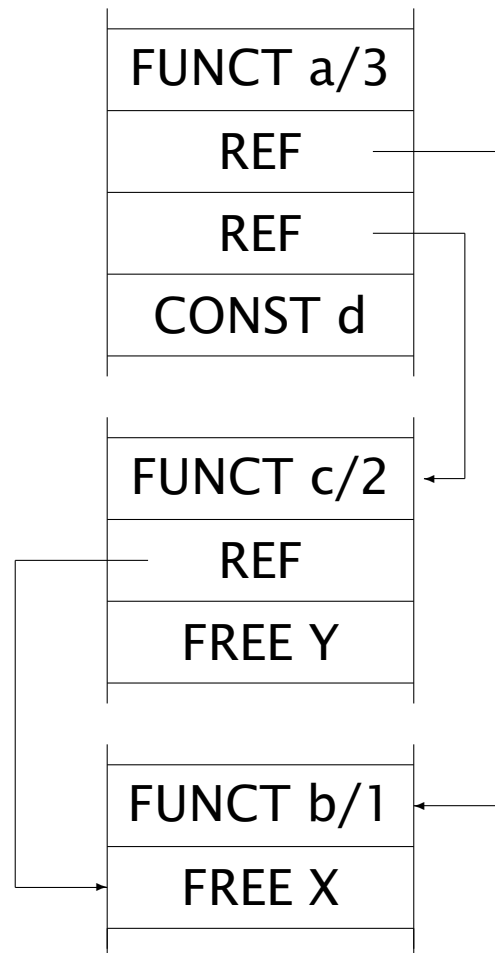 FUNCT a/3
REF
REF
CONST d
FUNCT c/2
REF
FREE Y
FUNCT b/1
FREE X